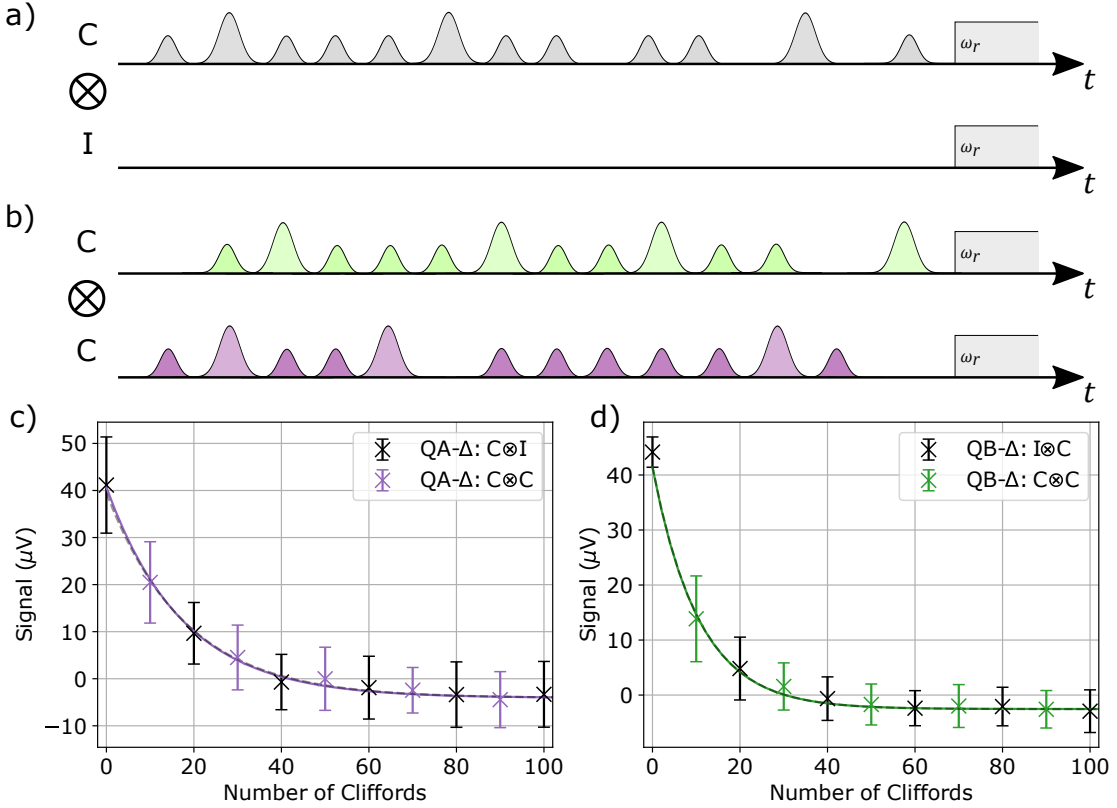 a)
C
ωr
t
⊗
I
ωr
t
b)
C
ωr
t
⊗
C
ωr
t
c)
QA-Δ: C⊗I
QA-Δ: C⊗C
Signal (μV)
50
40
30
20
10
0
−10
0 20 40 60 80 100
Number of Cliffords
d)
QB-Δ: I⊗C
QB-Δ: C⊗C
Signal (μV)
40
30
20
10
0
0 20 40 60 80 100
Number of Cliffords